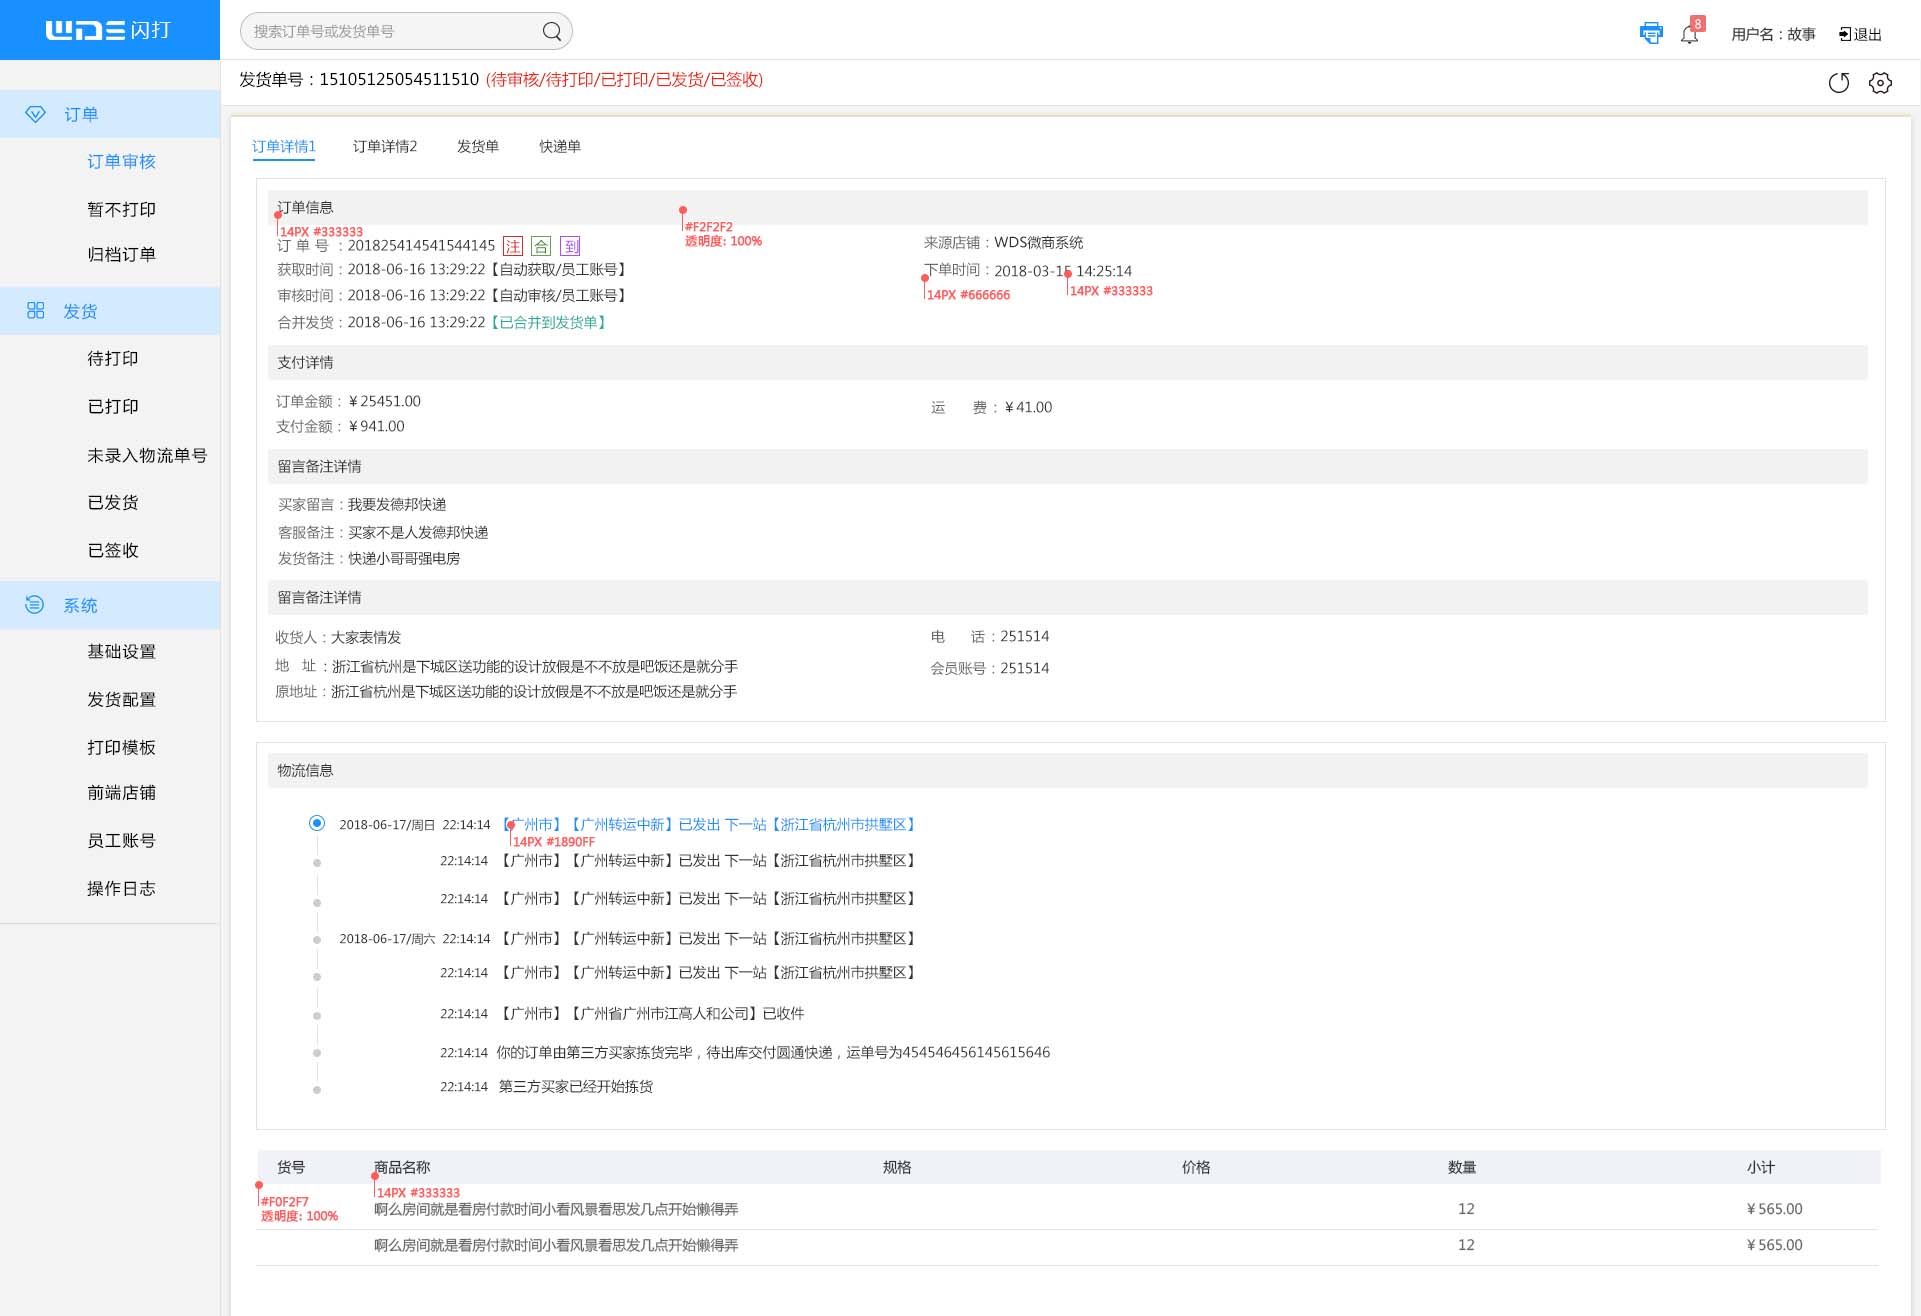 WDS闪打
搜索订单号或发货单号
8
用户名：故事
退出
发货单号：15105125054511510 (待审核/待打印/已打印/已发货/已签收)
订单
订单审核
暂不打印
归档订单
发货
待打印
已打印
未录入物流单号
已发货
已签收
系统
基础设置
发货配置
打印模板
前端店铺
员工账号
操作日志
订单详情1 订单详情2 发货单 快递单
订单信息
14PX #333333
#F2F2F2
透明度: 100%
订 单 号 ：201825414541544145 注 合 到
来源店铺：WDS微商系统
获取时间：2018-06-16 13:29:22【自动获取/员工账号】
下单时间：2018-03-15 14:25:14
14PX #666666
14PX #333333
审核时间：2018-06-16 13:29:22【自动审核/员工账号】
合并发货：2018-06-16 13:29:22【已合并到发货单】
支付详情
订单金额：¥25451.00
运 费：¥41.00
支付金额：¥941.00
留言备注详情
买家留言：我要发德邦快递
客服备注：买家不是人发德邦快递
发货备注：快递小哥哥强电房
留言备注详情
收货人：大家表情发
电 话：251514
地 址：浙江省杭州是下城区送功能的设计放假是不不放是吧饭还是就分手
会员账号：251514
原地址：浙江省杭州是下城区送功能的设计放假是不不放是吧饭还是就分手
物流信息
2018-06-17/周日 22:14:14 【广州市】【广州转运中新】已发出 下一站【浙江省杭州市拱墅区】
14PX #1890FF
22:14:14 【广州市】【广州转运中新】已发出 下一站【浙江省杭州市拱墅区】
22:14:14 【广州市】【广州转运中新】已发出 下一站【浙江省杭州市拱墅区】
2018-06-17/周六 22:14:14 【广州市】【广州转运中新】已发出 下一站【浙江省杭州市拱墅区】
22:14:14 【广州市】【广州转运中新】已发出 下一站【浙江省杭州市拱墅区】
22:14:14 【广州市】【广州省广州市江高人和公司】已收件
22:14:14 你的订单由第三方买家拣货完毕，待出库交付圆通快递，运单号为454546456145615646
22:14:14 第三方买家已经开始拣货
货号 商品名称 规格 价格 数量 小计
#F0F2F7
透明度: 100%
14PX #333333
啊么房间就是看房付款时间小看风景看思发几点开始懒得弄 12 ¥565.00
啊么房间就是看房付款时间小看风景看思发几点开始懒得弄 12 ¥565.00